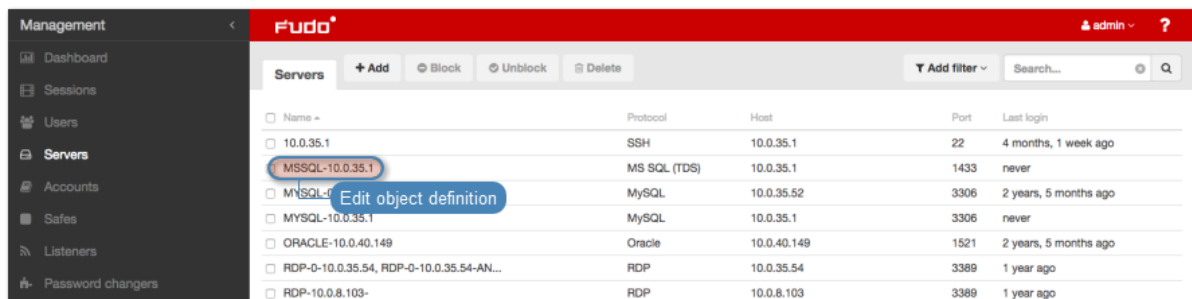 Management
Fudo
admin
?
Dashboard
Sessions
Users
Servers
Accounts
Safes
Listeners
Password changers
Servers + Add Block Unblock Delete Add filter Search...
Name Protocol Host Port Last login
10.0.35.1 SSH 10.0.35.1 22 4 months, 1 week ago
MSSQL-10.0.35.1 MS SQL (TDS) 10.0.35.1 1433 never
MYSQL-0 MySQL 10.0.35.52 3306 2 years, 5 months ago
Edit object definition
MYSQL-10.0.35.1 MySQL 10.0.35.1 3306 never
ORACLE-10.0.40.149 Oracle 10.0.40.149 1521 2 years, 5 months ago
RDP-0-10.0.35.54, RDP-0-10.0.35.54-AN... RDP 10.0.35.54 3389 1 year ago
RDP-10.0.8.103- RDP 10.0.8.103 3389 1 year ago